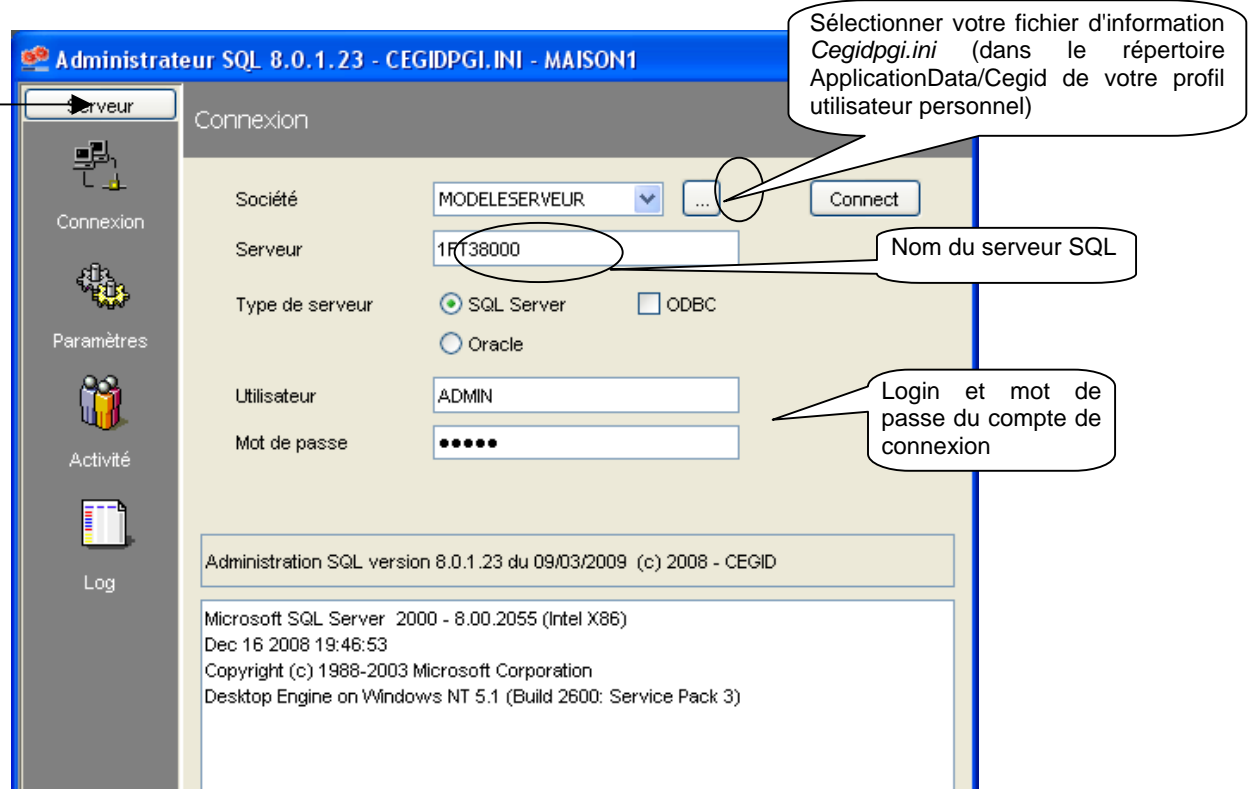 Sélectionner votre fichier d'information
Cegidpgi.ini (dans le répertoire
ApplicationData/Cegid de votre profil
utilisateur personnel)
Administrateur SQL 8.0.1.23 - CEGIDPGI.INI - MAISON1
Serveur
Connexion
Connexion
Paramètres
Activité
Log
Société
MODELESERVEUR
...
Connect
Serveur
1FT38000
Nom du serveur SQL
Type de serveur
SQL Server
ODBC
Oracle
Utilisateur
ADMIN
Mot de passe
●●●●●
Login et mot de
passe du compte de
connexion
Administration SQL version 8.0.1.23 du 09/03/2009 (c) 2008 - CEGID
Microsoft SQL Server 2000 - 8.00.2055 (Intel X86)
Dec 16 2008 19:46:53
Copyright (c) 1988-2003 Microsoft Corporation
Desktop Engine on Windows NT 5.1 (Build 2600: Service Pack 3)